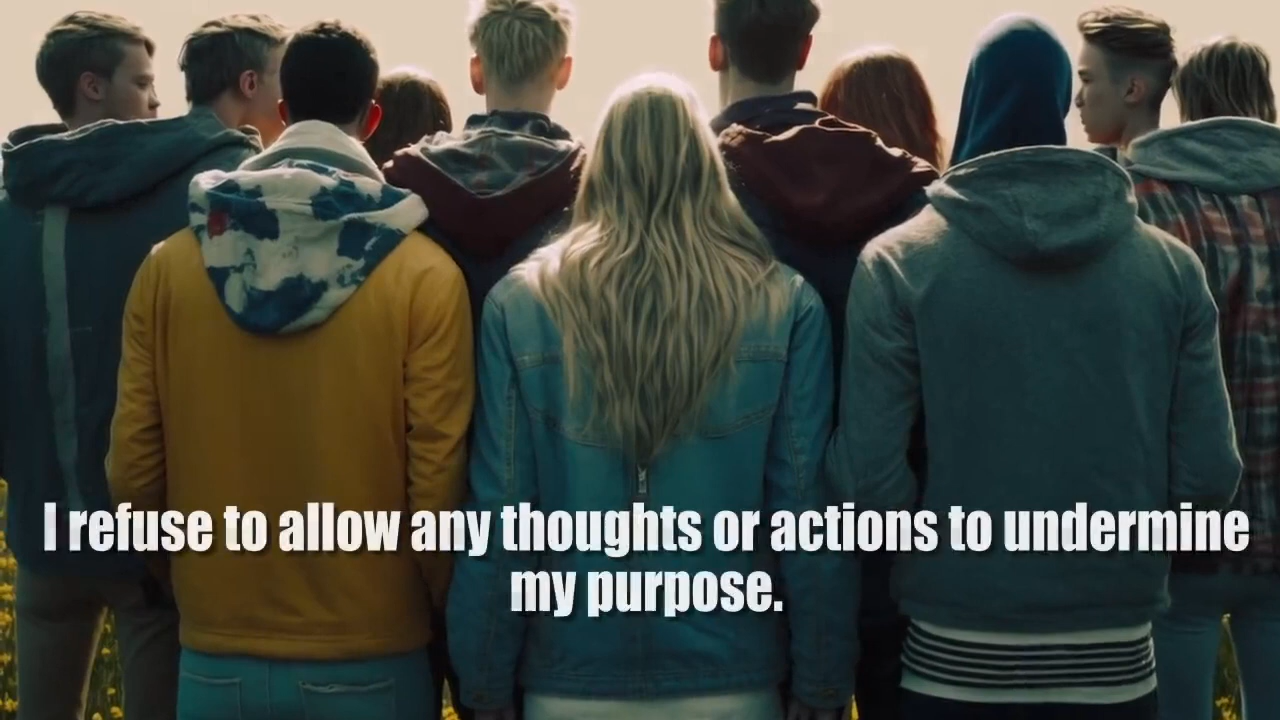 I refuse to allow any thoughts or actions to undermine
my purpose.